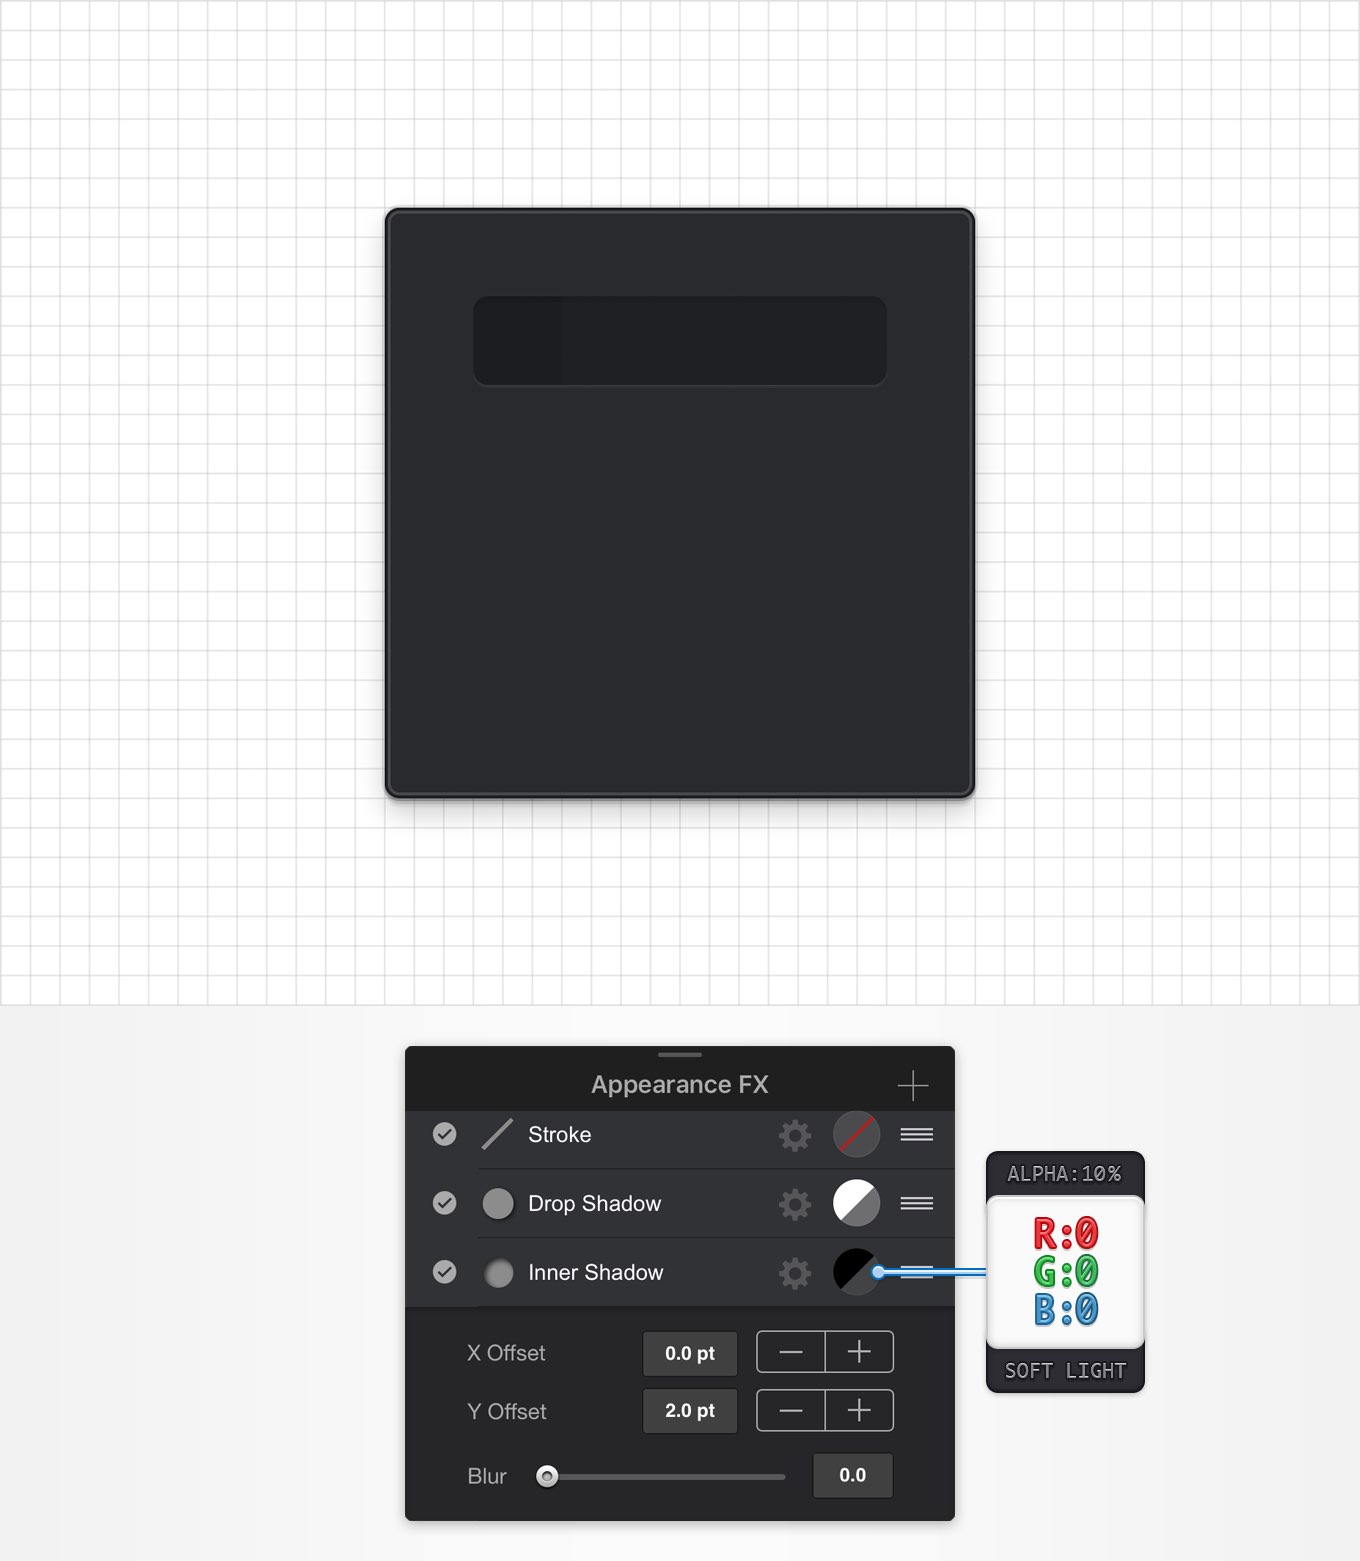 Appearance FX
Stroke
Drop Shadow
Inner Shadow
X Offset 0.0 pt
Y Offset 2.0 pt
Blur 0.0
ALPHA:10%
R:0
G:0
B:0
SOFT LIGHT